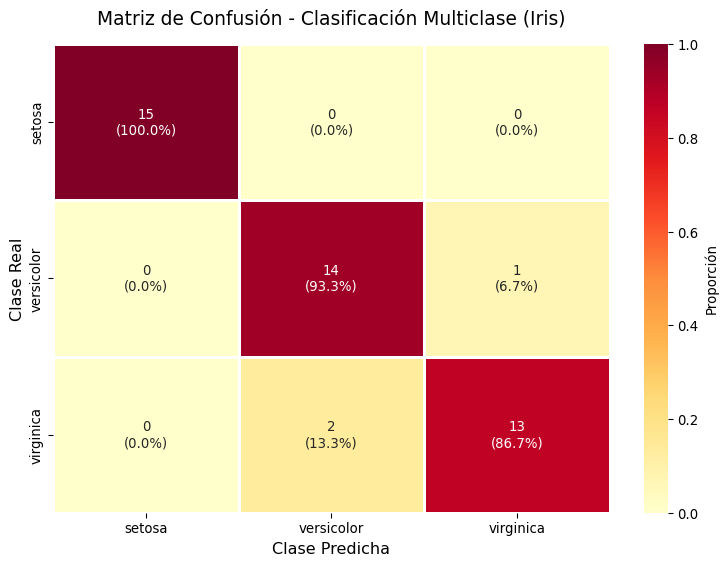 Matriz de Confusión - Clasificación Multiclase (Iris)
Clase Real
setosa
15
(100.0%)
0
(0.0%)
0
(0.0%)
versicolor
0
(0.0%)
14
(93.3%)
1
(6.7%)
virginica
0
(0.0%)
2
(13.3%)
13
(86.7%)
setosa
versicolor
virginica
Clase Predicha
1.0
0.8
0.6
0.4
0.2
0.0
Proporción